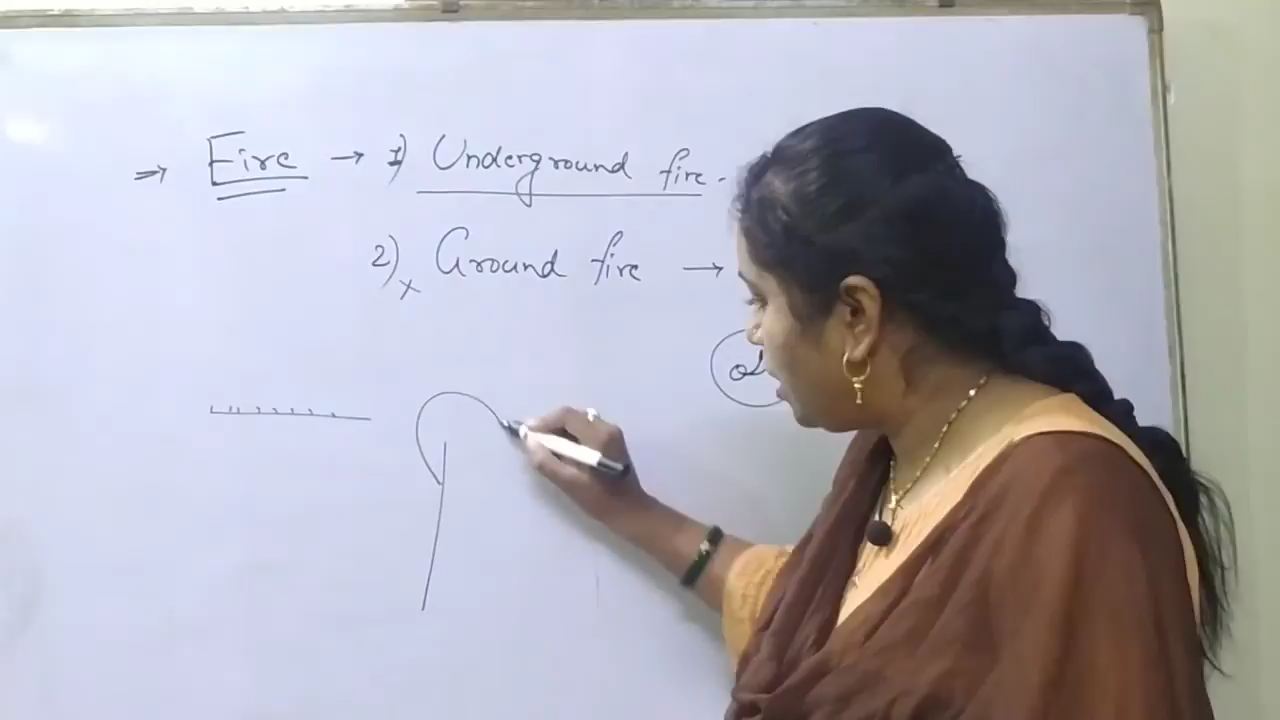 ⇒ Fire → 1) Underground fire.
2)x Ground fire →